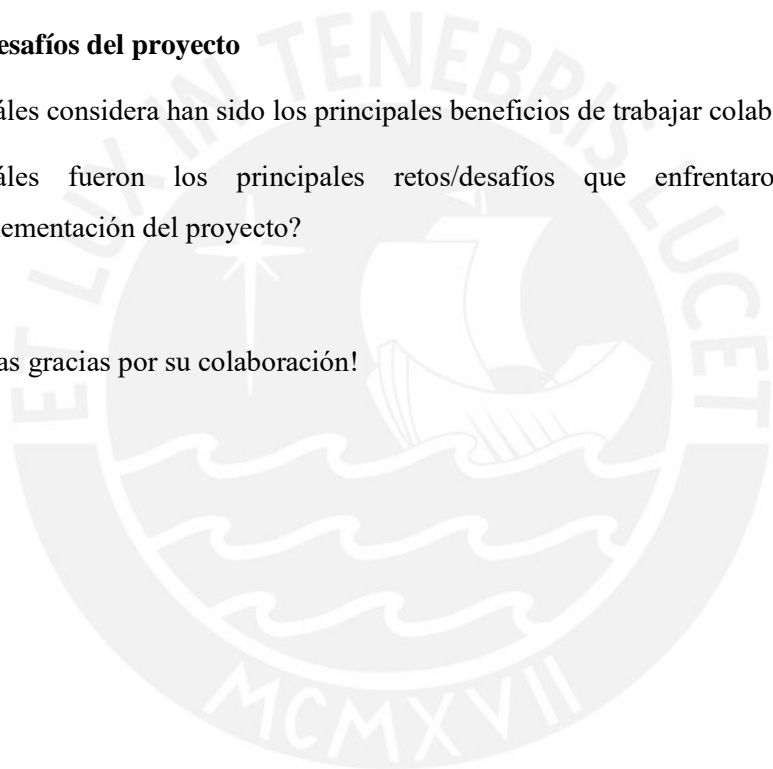 esafíos del proyecto
áles considera han sido los principales beneficios de trabajar colab
áles fueron los principales retos/desafíos que enfrentaro
lementación del proyecto?
as gracias por su colaboración!
ET LUX IN TENEBRIS LUCET
MCMXVII